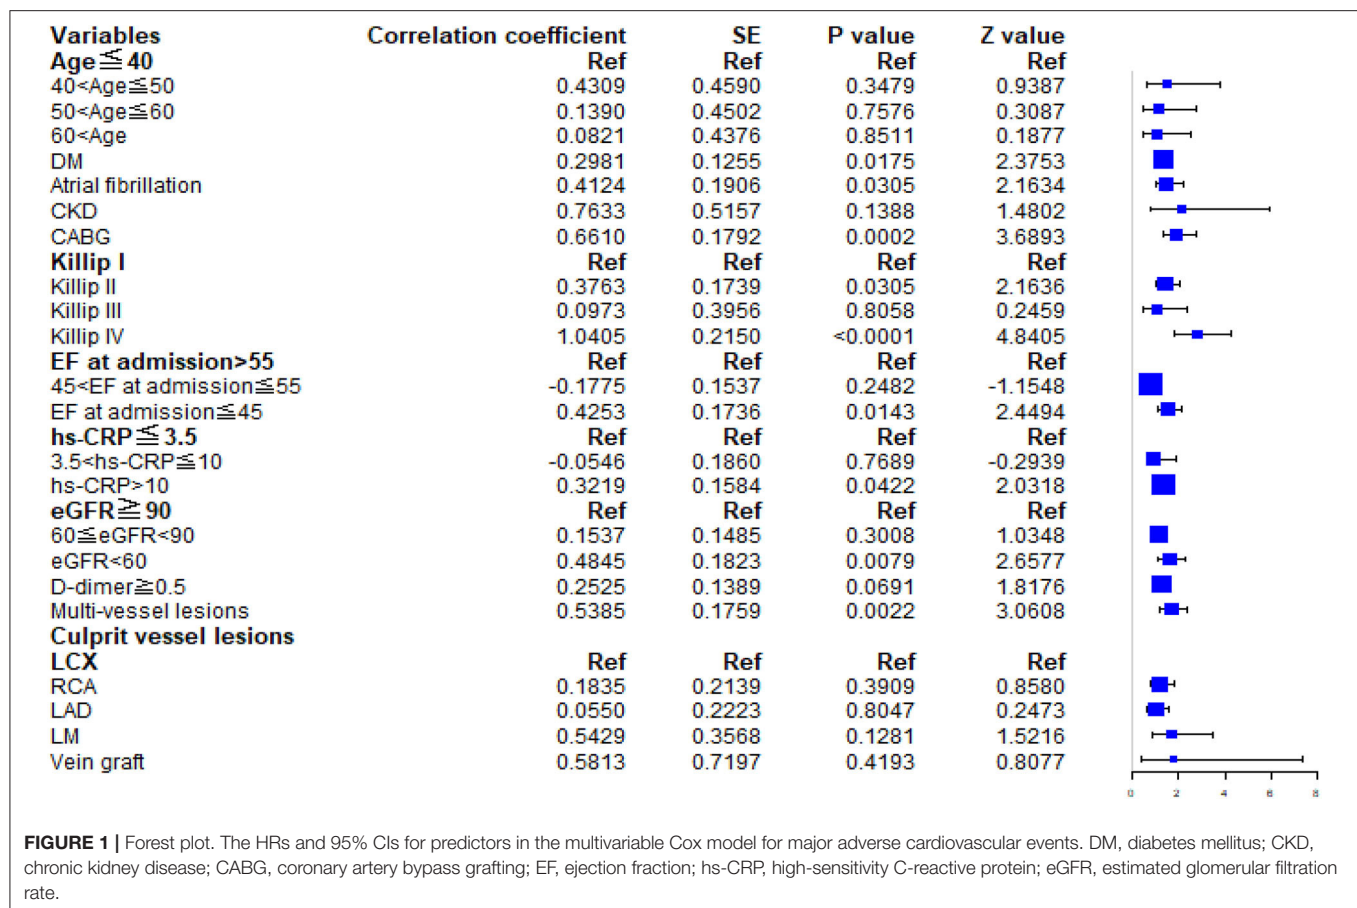 Variables Correlation coefficient SE P value Z value
Age≦40 Ref Ref Ref Ref
40<Age≦50 0.4309 0.4590 0.3479 0.9387
50<Age≦60 0.1390 0.4502 0.7576 0.3087
60<Age 0.0821 0.4376 0.8511 0.1877
DM 0.2981 0.1255 0.0175 2.3753
Atrial fibrillation 0.4124 0.1906 0.0305 2.1634
CKD 0.7633 0.5157 0.1388 1.4802
CABG 0.6610 0.1792 0.0002 3.6893
Killip I Ref Ref Ref Ref
Killip II 0.3763 0.1739 0.0305 2.1636
Killip III 0.0973 0.3956 0.8058 0.2459
Killip IV 1.0405 0.2150 <0.0001 4.8405
EF at admission>55 Ref Ref Ref Ref
45<EF at admission≦55 -0.1775 0.1537 0.2482 -1.1548
EF at admission≦45 0.4253 0.1736 0.0143 2.4494
hs-CRP≦3.5 Ref Ref Ref Ref
3.5<hs-CRP≦10 -0.0546 0.1860 0.7689 -0.2939
hs-CRP>10 0.3219 0.1584 0.0422 2.0318
eGFR≧90 Ref Ref Ref Ref
60≦eGFR<90 0.1537 0.1485 0.3008 1.0348
eGFR<60 0.4845 0.1823 0.0079 2.6577
D-dimer≧0.5 0.2525 0.1389 0.0691 1.8176
Multi-vessel lesions 0.5385 0.1759 0.0022 3.0608
Culprit vessel lesions
LCX Ref Ref Ref Ref
RCA 0.1835 0.2139 0.3909 0.8580
LAD 0.0550 0.2223 0.8047 0.2473
LM 0.5429 0.3568 0.1281 1.5216
Vein graft 0.5813 0.7197 0.4193 0.8077
0 2 4 6 8
FIGURE 1 | Forest plot. The HRs and 95% CIs for predictors in the multivariable Cox model for major adverse cardiovascular events. DM, diabetes mellitus; CKD,
chronic kidney disease; CABG, coronary artery bypass grafting; EF, ejection fraction; hs-CRP, high-sensitivity C-reactive protein; eGFR, estimated glomerular filtration
rate.